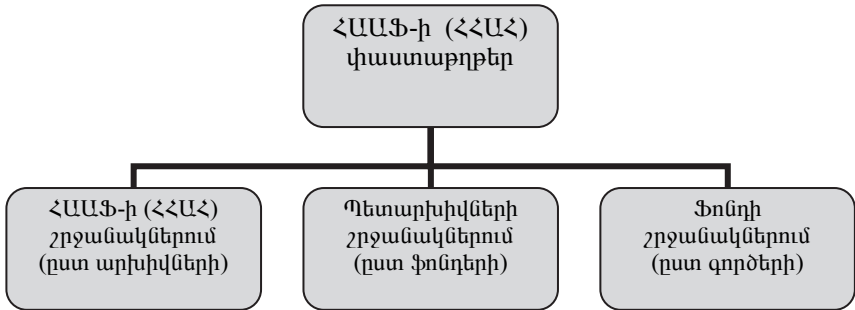 ՀԱԱՖ-ի (ՀՀԱՀ)
փաստաթղթեր
ՀԱԱՖ-ի (ՀՀԱՀ)
շրջանակներում
(ըստ արխիվների)
Պետարխիվների
շրջանակներում
(ըստ ֆոնդերի)
Ֆոնդի
շրջանակներում
(ըստ գործերի)